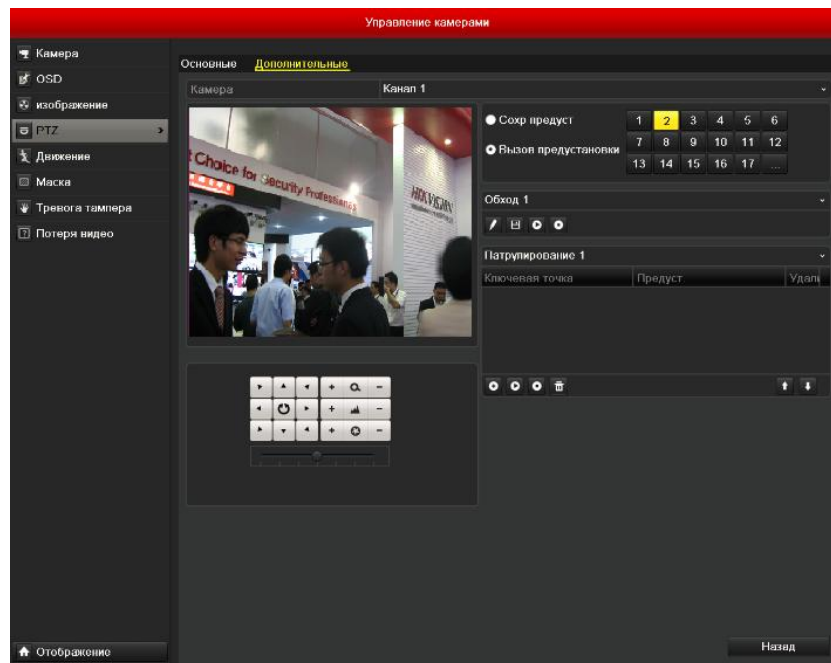 Управление камерами
Камера
OSD
изображение
PTZ
Движение
Маска
Тревога тампера
Потеря видео
Отображение
Основные Дополнительные
Камера Канал 1
t Choice for Security Professionals
HIKVISION
Сохр предуст
Вызов предустановки
1 2 3 4 5 6
7 8 9 10 11 12
13 14 15 16 17 ...
Обход 1
Патрулирование 1
Ключевая точка Предуст Удали
Назад